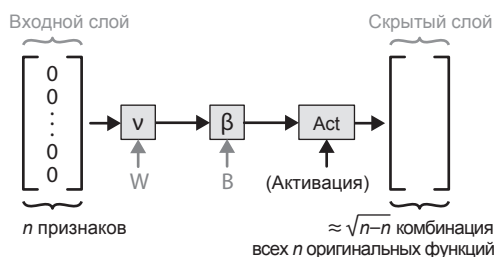 Входной слой
Скрытый слой
0
0
⋮
0
0
ν
β
Act
W
B
(Активация)
n признаков
≈ √n–n комбинация
всех n оригинальных функций